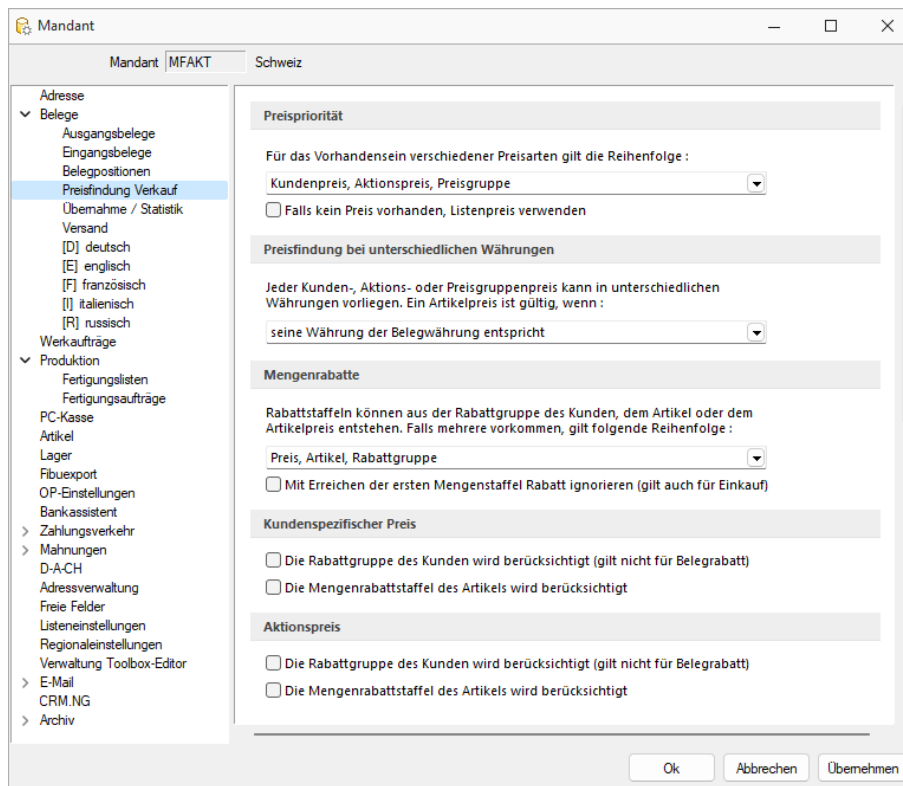 Mandant
Mandant MFAKT Schweiz
Adresse
Belege
Ausgangsbelege
Eingangsbelege
Belegpositionen
Preisfindung Verkauf
Übernahme / Statistik
Versand
[D] deutsch
[E] englisch
[F] französisch
[I] italienisch
[R] russisch
Werkaufträge
Produktion
Fertigungslisten
Fertigungsaufträge
PC-Kasse
Artikel
Lager
Fibuexport
OP-Einstellungen
Bankassistent
Zahlungsverkehr
Mahnungen
D-A-CH
Adressverwaltung
Freie Felder
Listeneinstellungen
Regionaleinstellungen
Verwaltung Toolbox-Editor
E-Mail
CRM.NG
Archiv
Preispriorität
Für das Vorhandensein verschiedener Preisarten gilt die Reihenfolge :
Kundenpreis, Aktionspreis, Preisgruppe
Falls kein Preis vorhanden, Listenpreis verwenden
Preisfindung bei unterschiedlichen Währungen
Jeder Kunden-, Aktions- oder Preisgruppenpreis kann in unterschiedlichen
Währungen vorliegen. Ein Artikelpreis ist gültig, wenn :
seine Währung der Belegwährung entspricht
Mengenrabatte
Rabattstaffeln können aus der Rabattgruppe des Kunden, dem Artikel oder dem
Artikelpreis entstehen. Falls mehrere vorkommen, gilt folgende Reihenfolge :
Preis, Artikel, Rabattgruppe
Mit Erreichen der ersten Mengenstaffel Rabatt ignorieren (gilt auch für Einkauf)
Kundenspezifischer Preis
Die Rabattgruppe des Kunden wird berücksichtigt (gilt nicht für Belegrabatt)
Die Mengenrabattstaffel des Artikels wird berücksichtigt
Aktionspreis
Die Rabattgruppe des Kunden wird berücksichtigt (gilt nicht für Belegrabatt)
Die Mengenrabattstaffel des Artikels wird berücksichtigt
Ok Abbrechen Übernehmen